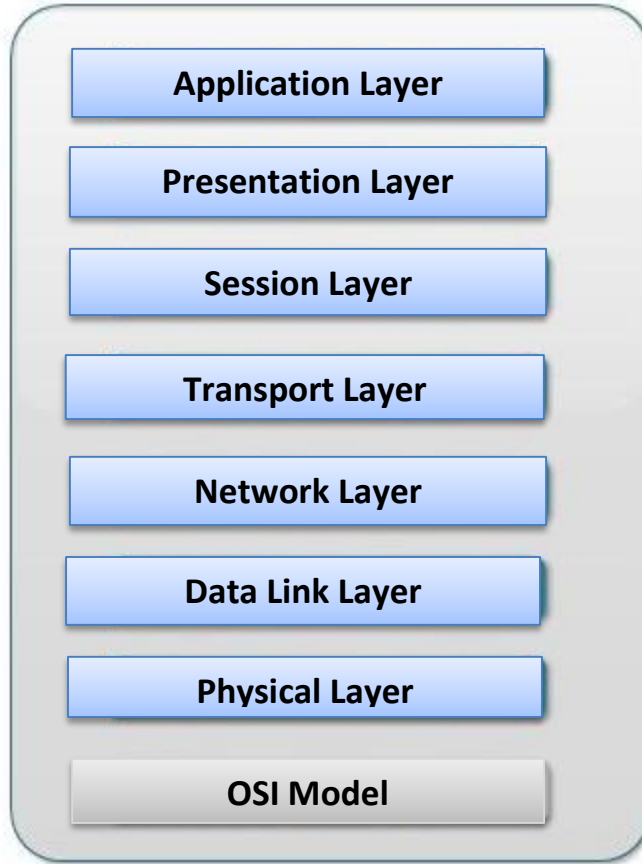 Application Layer
Presentation Layer
Session Layer
Transport Layer
Network Layer
Data Link Layer
Physical Layer
OSI Model